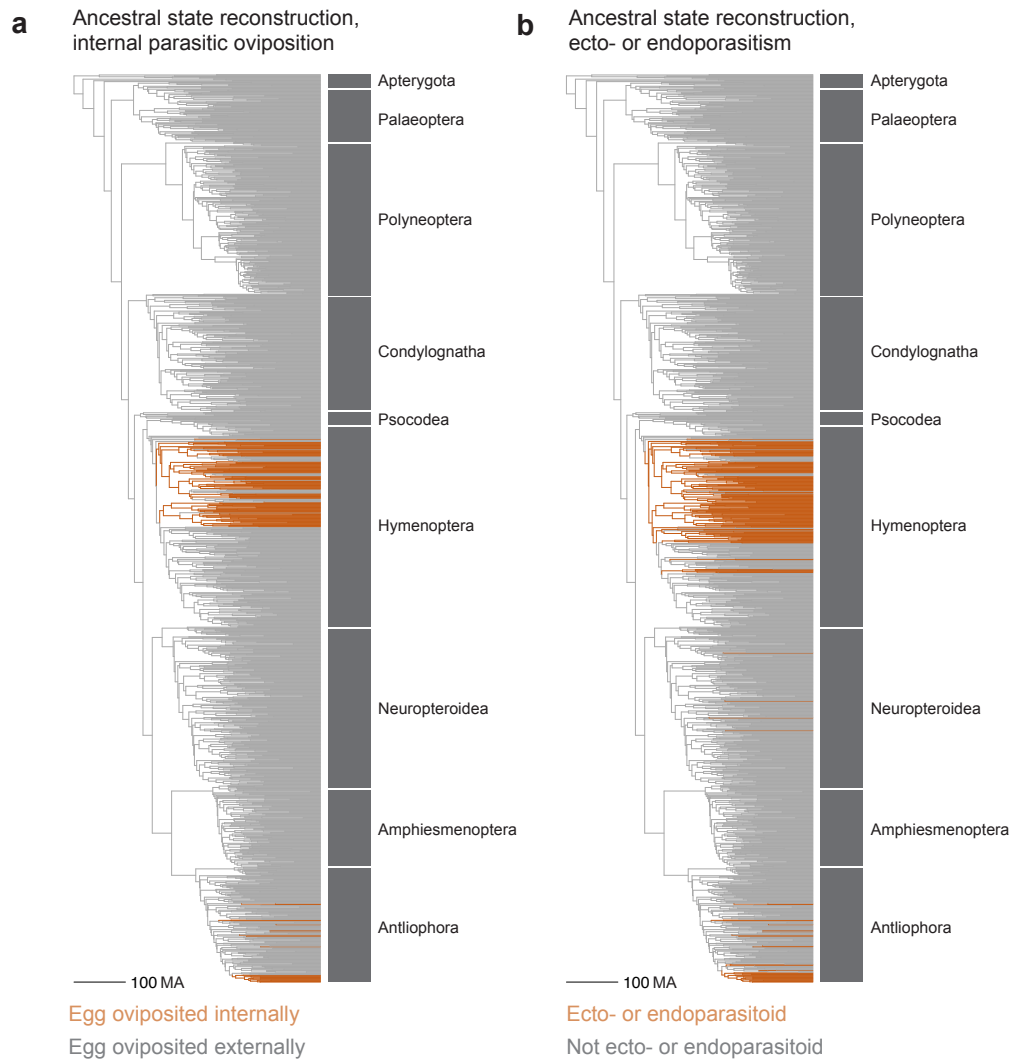 a
Ancestral state reconstruction,
internal parasitic oviposition
Apterygota
Palaeoptera
Polyneoptera
Condylognatha
Psocodea
Hymenoptera
Neuropteroidea
Amphiesmenoptera
Antliophora
100 MA
Egg oviposited internally
Egg oviposited externally
b
Ancestral state reconstruction,
ecto- or endoparasitism
Apterygota
Palaeoptera
Polyneoptera
Condylognatha
Psocodea
Hymenoptera
Neuropteroidea
Amphiesmenoptera
Antliophora
100 MA
Ecto- or endoparasitoid
Not ecto- or endoparasitoid